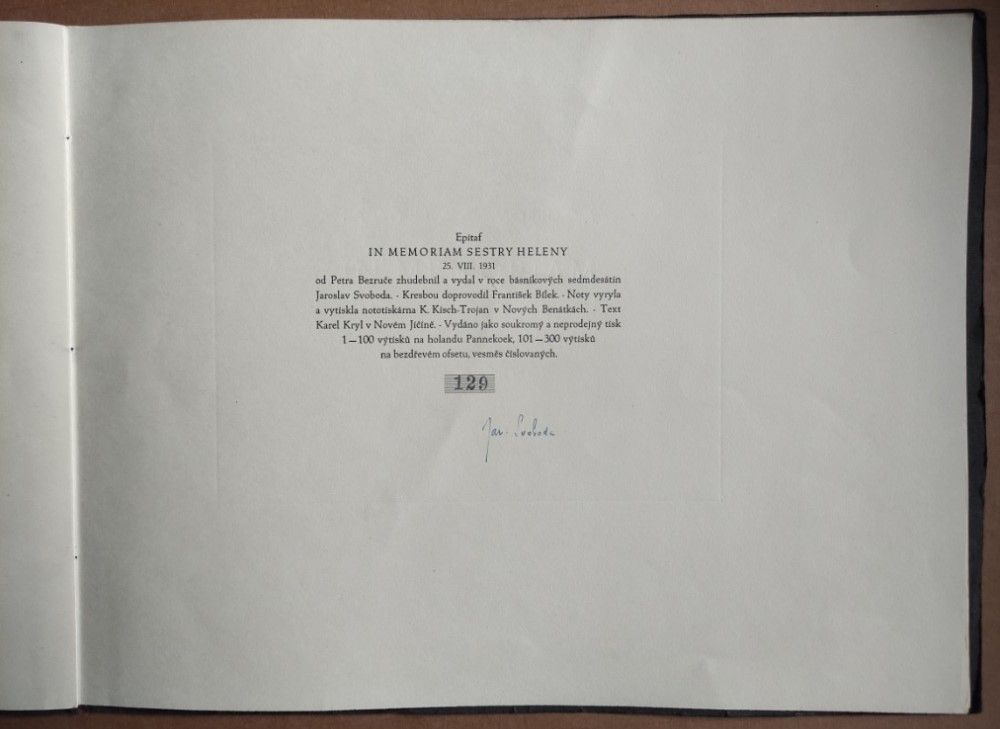 Epitaf
IN MEMORIAM SESTRY HELENY
25. VIII. 1931
od Petra Bezruče zhudebnil a vydal v roce básníkových sedmdesátin
Jaroslav Svoboda. - Kresbou doprovodil František Bílek. - Noty vyryla
a vytiskla nototiskárna K. Kisch-Trojan v Nových Benátkách. - Text
Karel Kryl v Novém Jičíně. - Vydáno jako soukromý a neprodejný tisk
1—100 výtisků na holandu Pannekoek, 101—300 výtisků
na bezdřevém ofsetu, vesměs číslovaných.
129
Jar. Svoboda